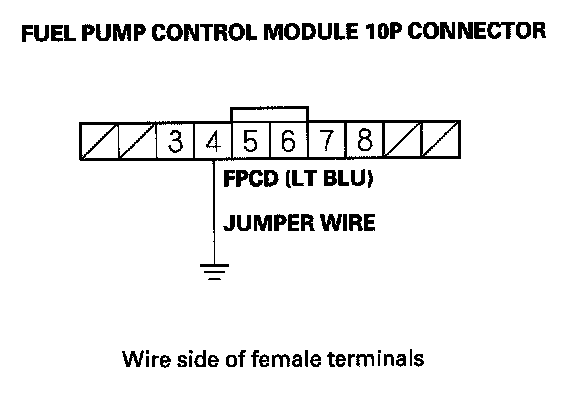 FUEL PUMP CONTROL MODULE 10P CONNECTOR
3 4 5 6 7 8
FPCD (LT BLU)
JUMPER WIRE
Wire side of female terminals